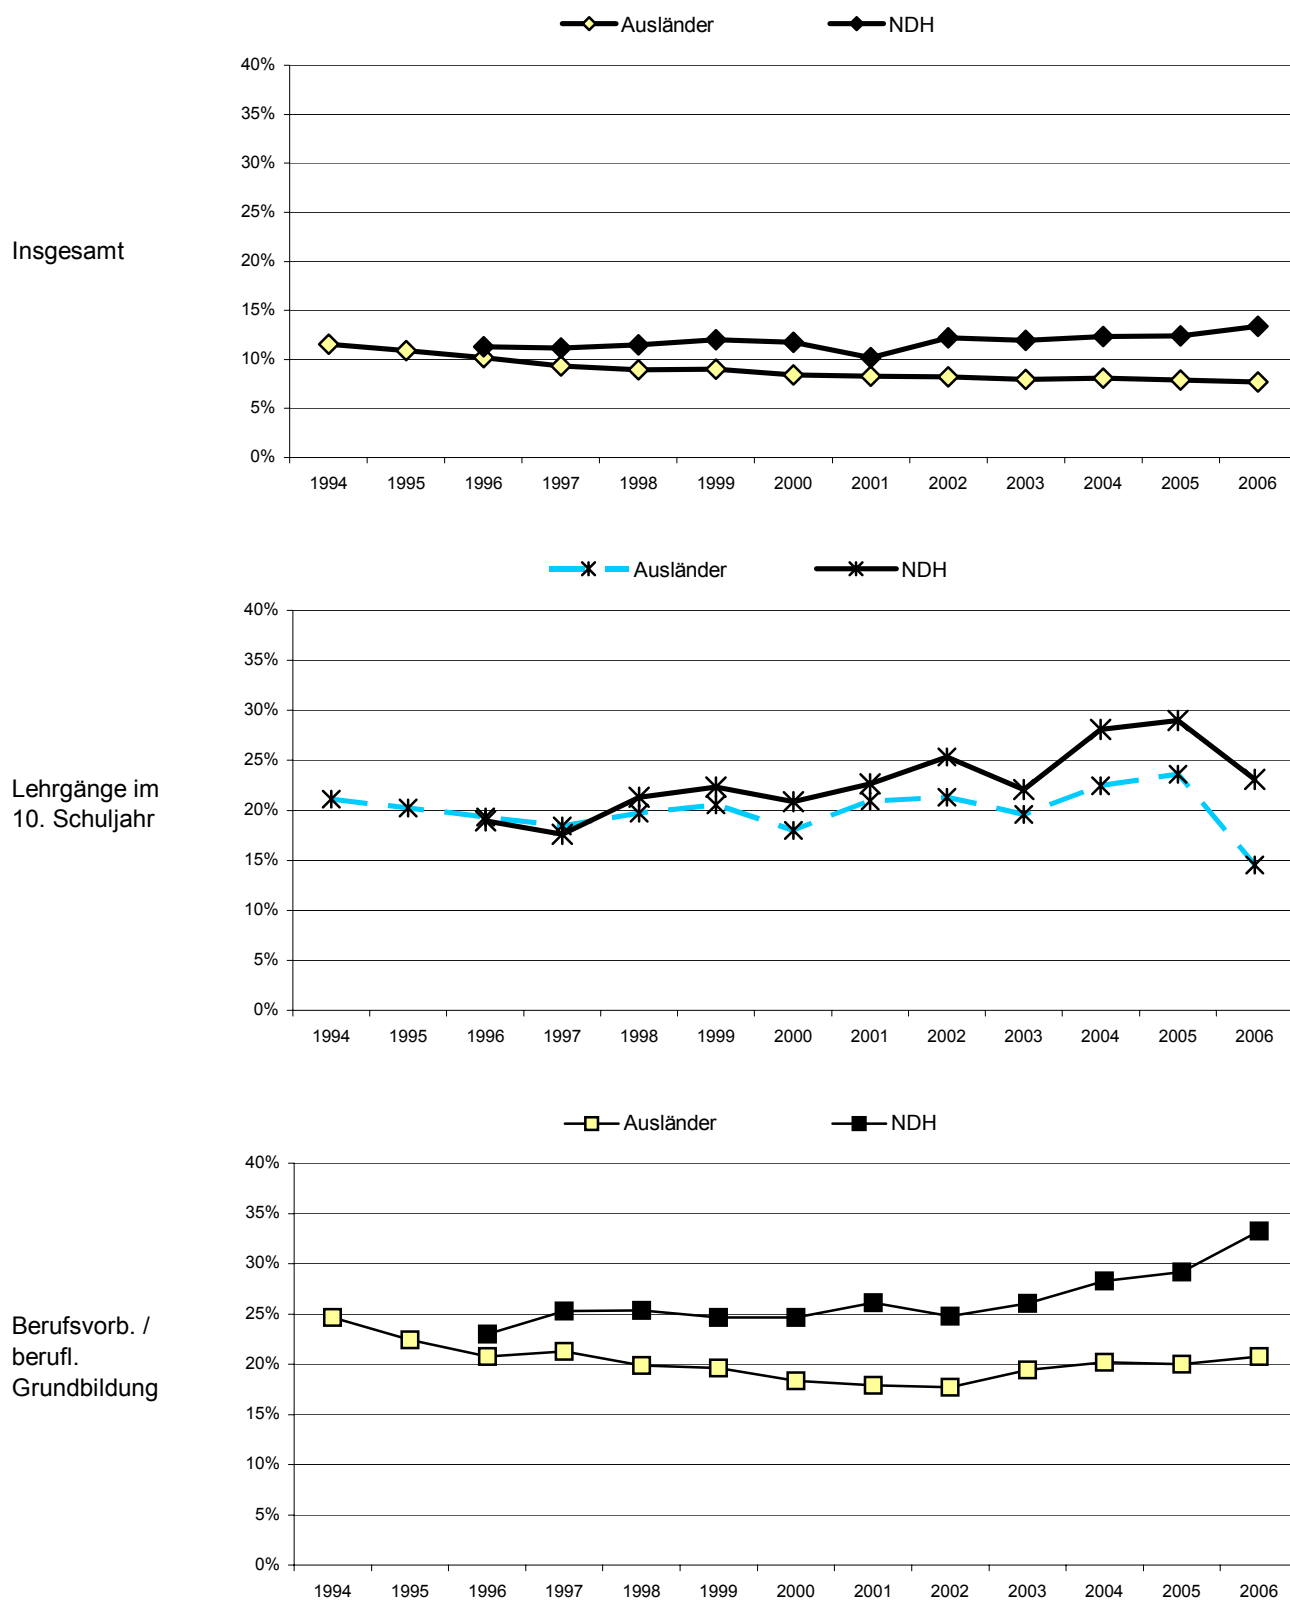 Ausländer NDH
40%
35%
30%
25%
Insgesamt
20%
15%
10%
5%
0%
1994 1995 1996 1997 1998 1999 2000 2001 2002 2003 2004 2005 2006
Ausländer NDH
40%
35%
30%
25%
Lehrgänge im
10. Schuljahr
20%
15%
10%
5%
0%
1994 1995 1996 1997 1998 1999 2000 2001 2002 2003 2004 2005 2006
Ausländer NDH
40%
35%
30%
25%
Berufsvorb. /
berufl.
Grundbildung
20%
15%
10%
5%
0%
1994 1995 1996 1997 1998 1999 2000 2001 2002 2003 2004 2005 2006